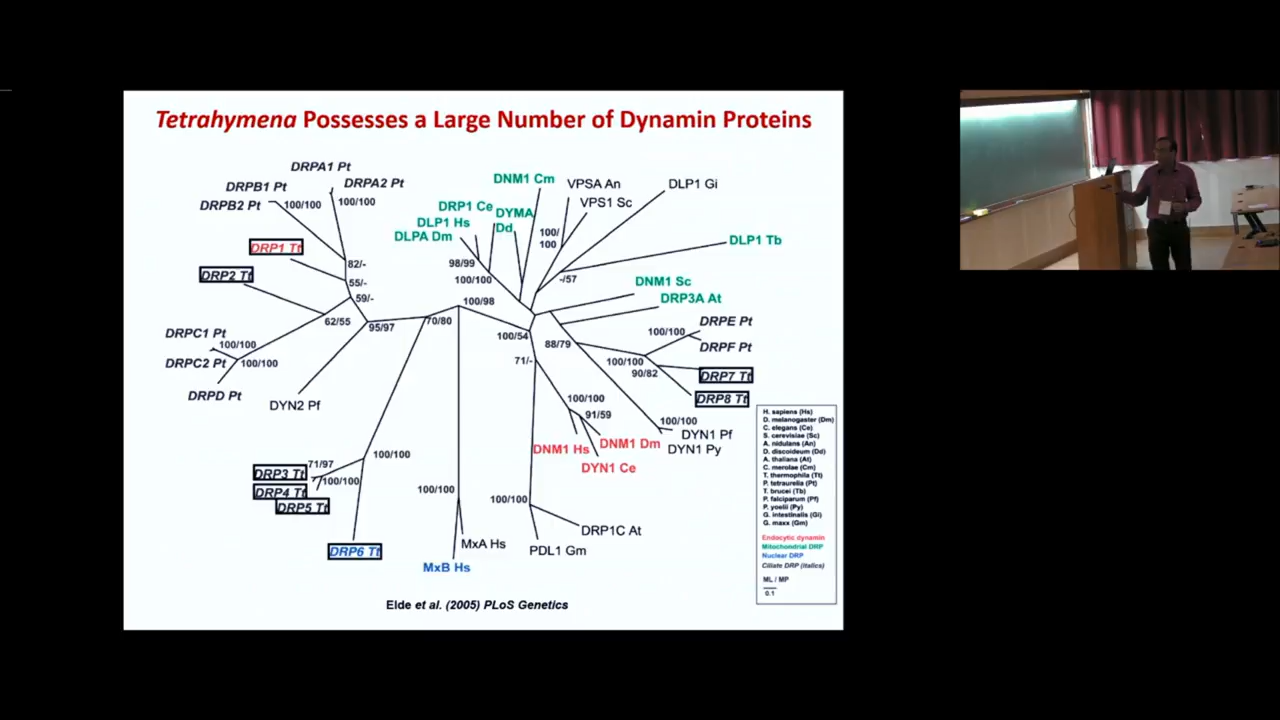 Tetrahymena Possesses a Large Number of Dynamin Proteins
DRPA1 Pt
DRPB1 Pt
DRPA2 Pt
DRPB2 Pt
100/100
100/100
DRP1 Tt
DRP2 Tt
82/-
55/-
59/-
62/55
95/97
DRPC1 Pt
100/100
DRPC2 Pt
100/100
DRPD Pt
DYN2 Pf
70/80
100/98
DNM1 Cm
VPSA An
DLP1 Gi
VPS1 Sc
DRP1 Ce
DYMA
Dd
DLP1 Hs
DLPA Dm
100/
100
DLP1 Tb
98/99
100/100
-/57
DNM1 Sc
DRP3A At
100/54
88/79
71/-
100/100
DRPE Pt
DRPF Pt
100/100
90/82
DRP7 Tt
DRP8 Tt
100/100
91/59
100/100
DYN1 Pf
DYN1 Py
DNM1 Hs
DNM1 Dm
DYN1 Ce
100/100
71/97
DRP3 Tt
100/100
DRP4 Tt
DRP5 Tt
DRP6 Tt
100/100
MxA Hs
MxB Hs
100/100
DRP1C At
PDL1 Gm
H. sapiens (Hs)
D. melanogaster (Dm)
C. elegans (Ce)
S. cerevisiae (Sc)
A. nidulans (An)
D. discoideum (Dd)
A. thaliana (At)
C. merolae (Cm)
T. thermophila (Tt)
P. tetraurelia (Pt)
T. brucei (Tb)
P. falciparum (Pf)
P. yoelii (Py)
G. intestinalis (Gi)
G. maxx (Gm)
Endocytic dynamin
Mitochondrial DRP
Nuclear DRP
Ciliate DRP (italics)
ML / MP
0.1
Elde et al. (2005) PLoS Genetics